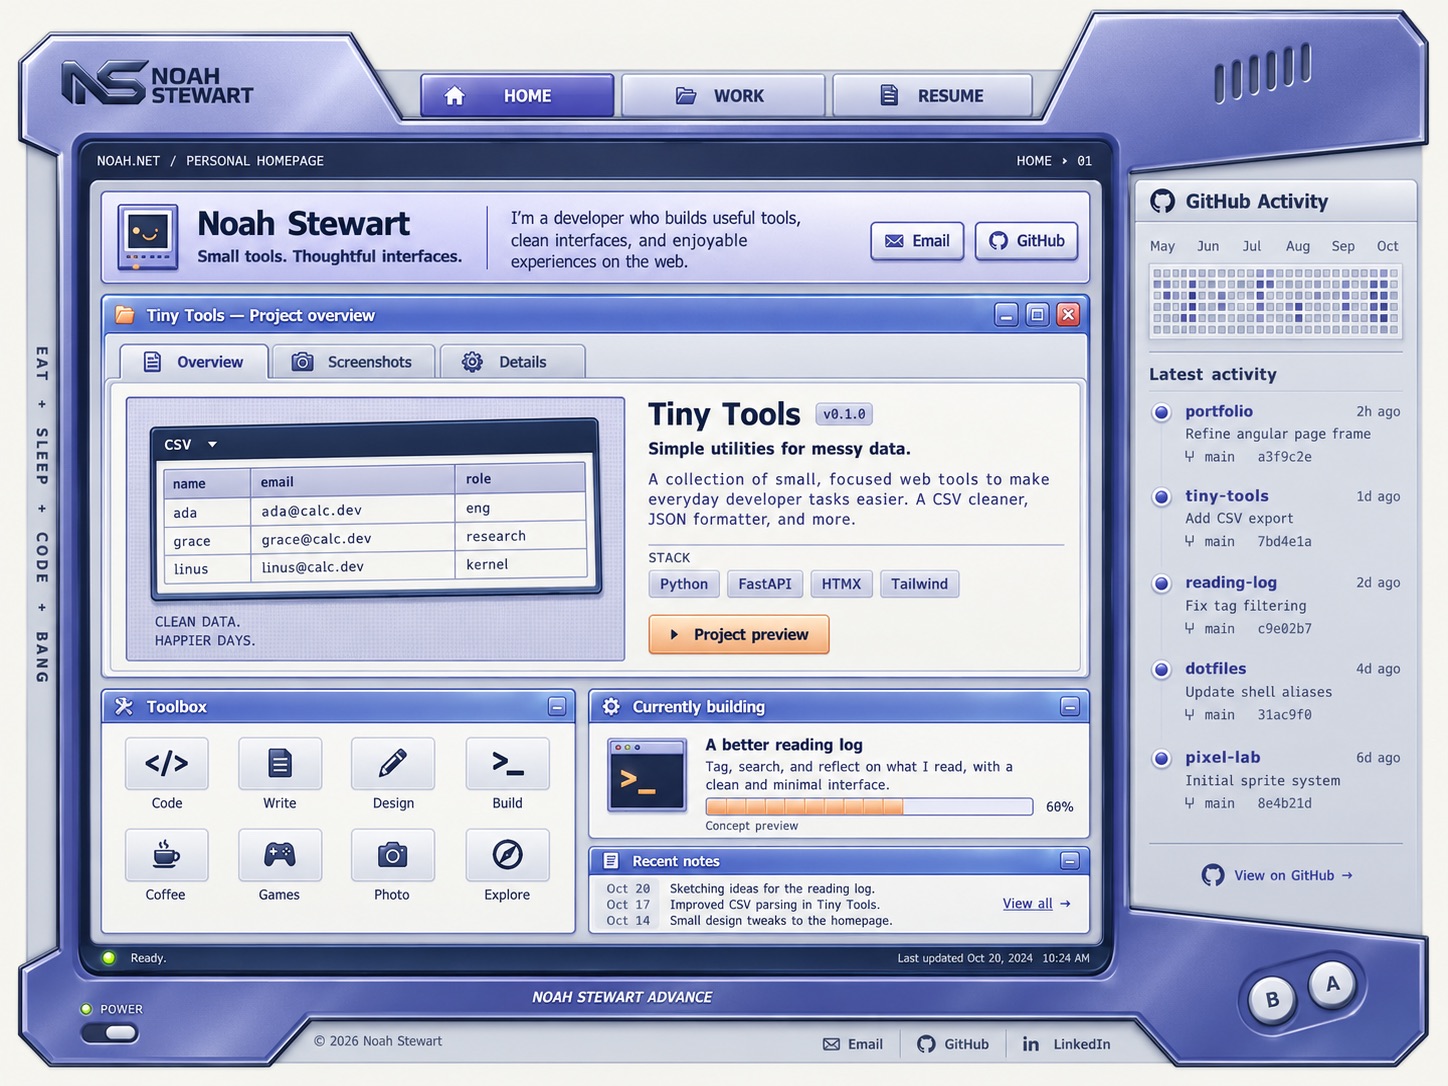 NS NOAH
STEWART
HOME
WORK
RESUME
NOAH.NET / PERSONAL HOMEPAGE
HOME › 01
Noah Stewart
Small tools. Thoughtful interfaces.
I'm a developer who builds useful tools,
clean interfaces, and enjoyable
experiences on the web.
Email
GitHub
Tiny Tools — Project overview
Overview
Screenshots
Details
CSV
name email role
ada ada@calc.dev eng
grace grace@calc.dev research
linus linus@calc.dev kernel
CLEAN DATA.
HAPPIER DAYS.
Tiny Tools v0.1.0
Simple utilities for messy data.
A collection of small, focused web tools to make
everyday developer tasks easier. A CSV cleaner,
JSON formatter, and more.
STACK
Python FastAPI HTMX Tailwind
Project preview
Toolbox
Code Write Design Build
Coffee Games Photo Explore
Currently building
A better reading log
Tag, search, and reflect on what I read, with a
clean and minimal interface.
60%
Concept preview
Recent notes
Oct 20 Sketching ideas for the reading log.
Oct 17 Improved CSV parsing in Tiny Tools.
Oct 14 Small design tweaks to the homepage.
View all →
Ready.
Last updated Oct 20, 2024 10:24 AM
EAT + SLEEP + CODE + BANG
GitHub Activity
May Jun Jul Aug Sep Oct
Latest activity
portfolio 2h ago
Refine angular page frame
main a3f9c2e
tiny-tools 1d ago
Add CSV export
main 7bd4e1a
reading-log 2d ago
Fix tag filtering
main c9e02b7
dotfiles 4d ago
Update shell aliases
main 31ac9f0
pixel-lab 6d ago
Initial sprite system
main 8e4b21d
View on GitHub →
NOAH STEWART ADVANCE
POWER
B A
© 2026 Noah Stewart
Email
GitHub
in LinkedIn